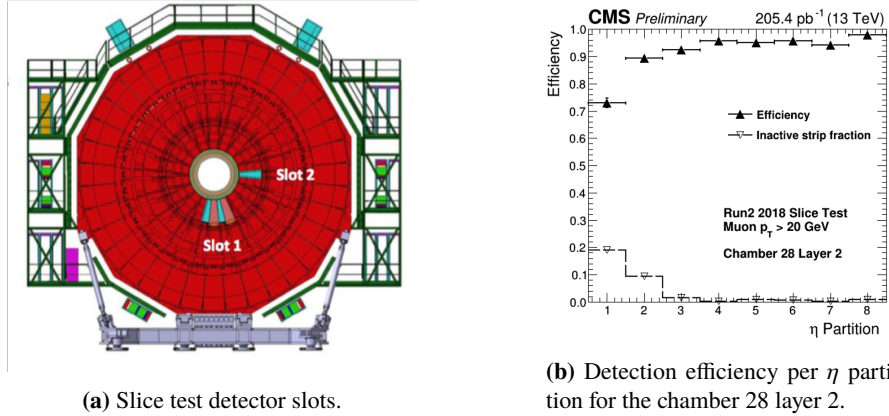 Slot 2
Slot 1
(a) Slice test detector slots.
CMS Preliminary 205.4 pb⁻¹ (13 TeV)
Efficiency
1.0
0.9
0.8
0.7
0.6
0.5
0.4
0.3
0.2
0.1
0.0
Efficiency
Inactive strip fraction
Run2 2018 Slice Test
Muon p_T > 20 GeV
Chamber 28 Layer 2
1 2 3 4 5 6 7 8
η Partition
(b) Detection efficiency per η parti
tion for the chamber 28 layer 2.